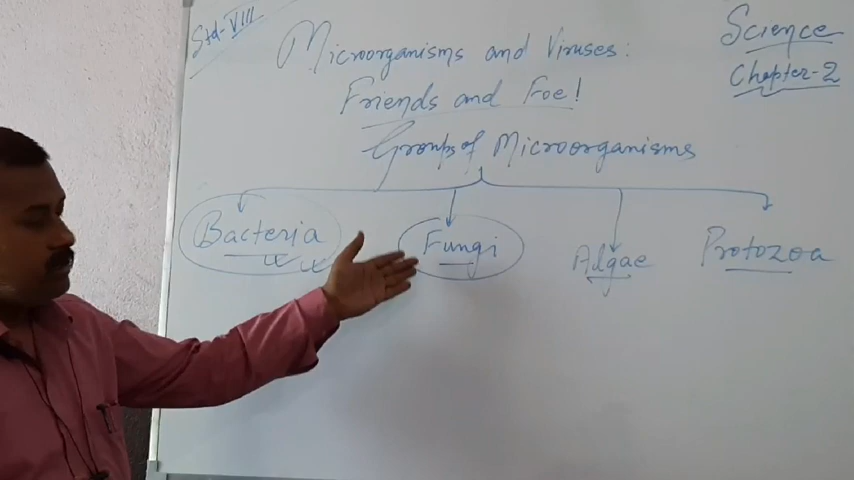 Std-VIII
Science
Chapter-2
Microorganisms and Viruses:
Friends and Foe!
Groups of Microorganisms
Bacteria
Fungi
Algae
Protozoa